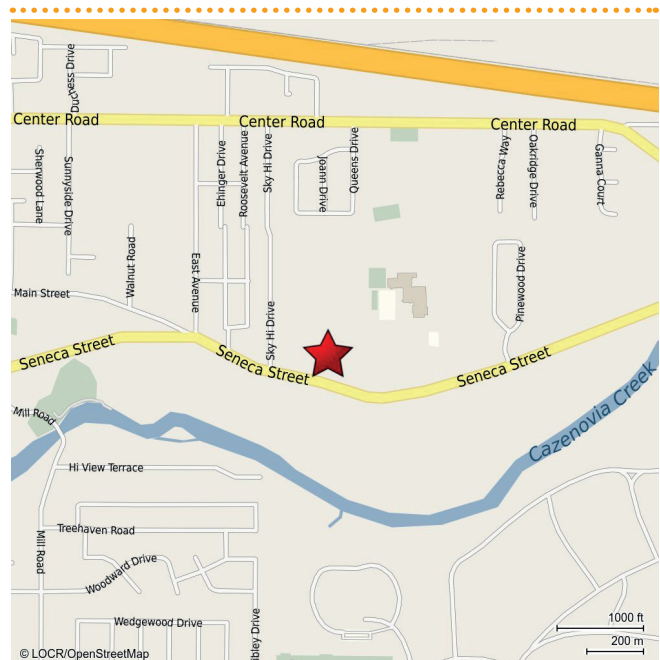 Duchess Drive
Center Road
Center Road
Center Road
Sherwood Lane
Sunnyside Drive
Ehinger Drive
Roosevelt Avenue
Sky Hi Drive
Joann Drive
Queens Drive
Rebecca Way
Oakridge Drive
Ganna Court
Walnut Road
East Avenue
Pinewood Drive
Main Street
Sky Hi Drive
Seneca Street
Seneca Street
Seneca Street
Cazenovia Creek
Mill Road
Hi View Terrace
Treehaven Road
Mill Road
Woodward Drive
Wedgewood Drive
ibley Drive
1000 ft
200 m
© LOCR/OpenStreetMap